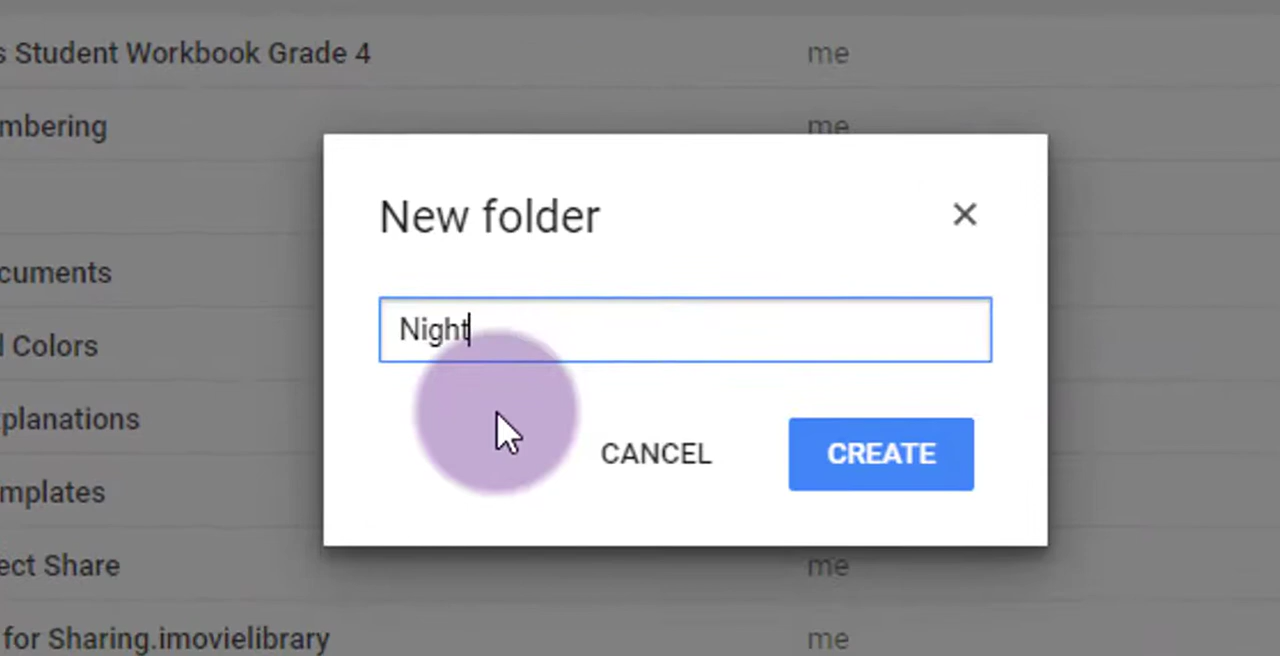 s Student Workbook Grade 4 me
mbering me
New folder
cuments
Night
l Colors
xplanations
CANCEL CREATE
mplates
ect Share me
for Sharing.imovielibrary me